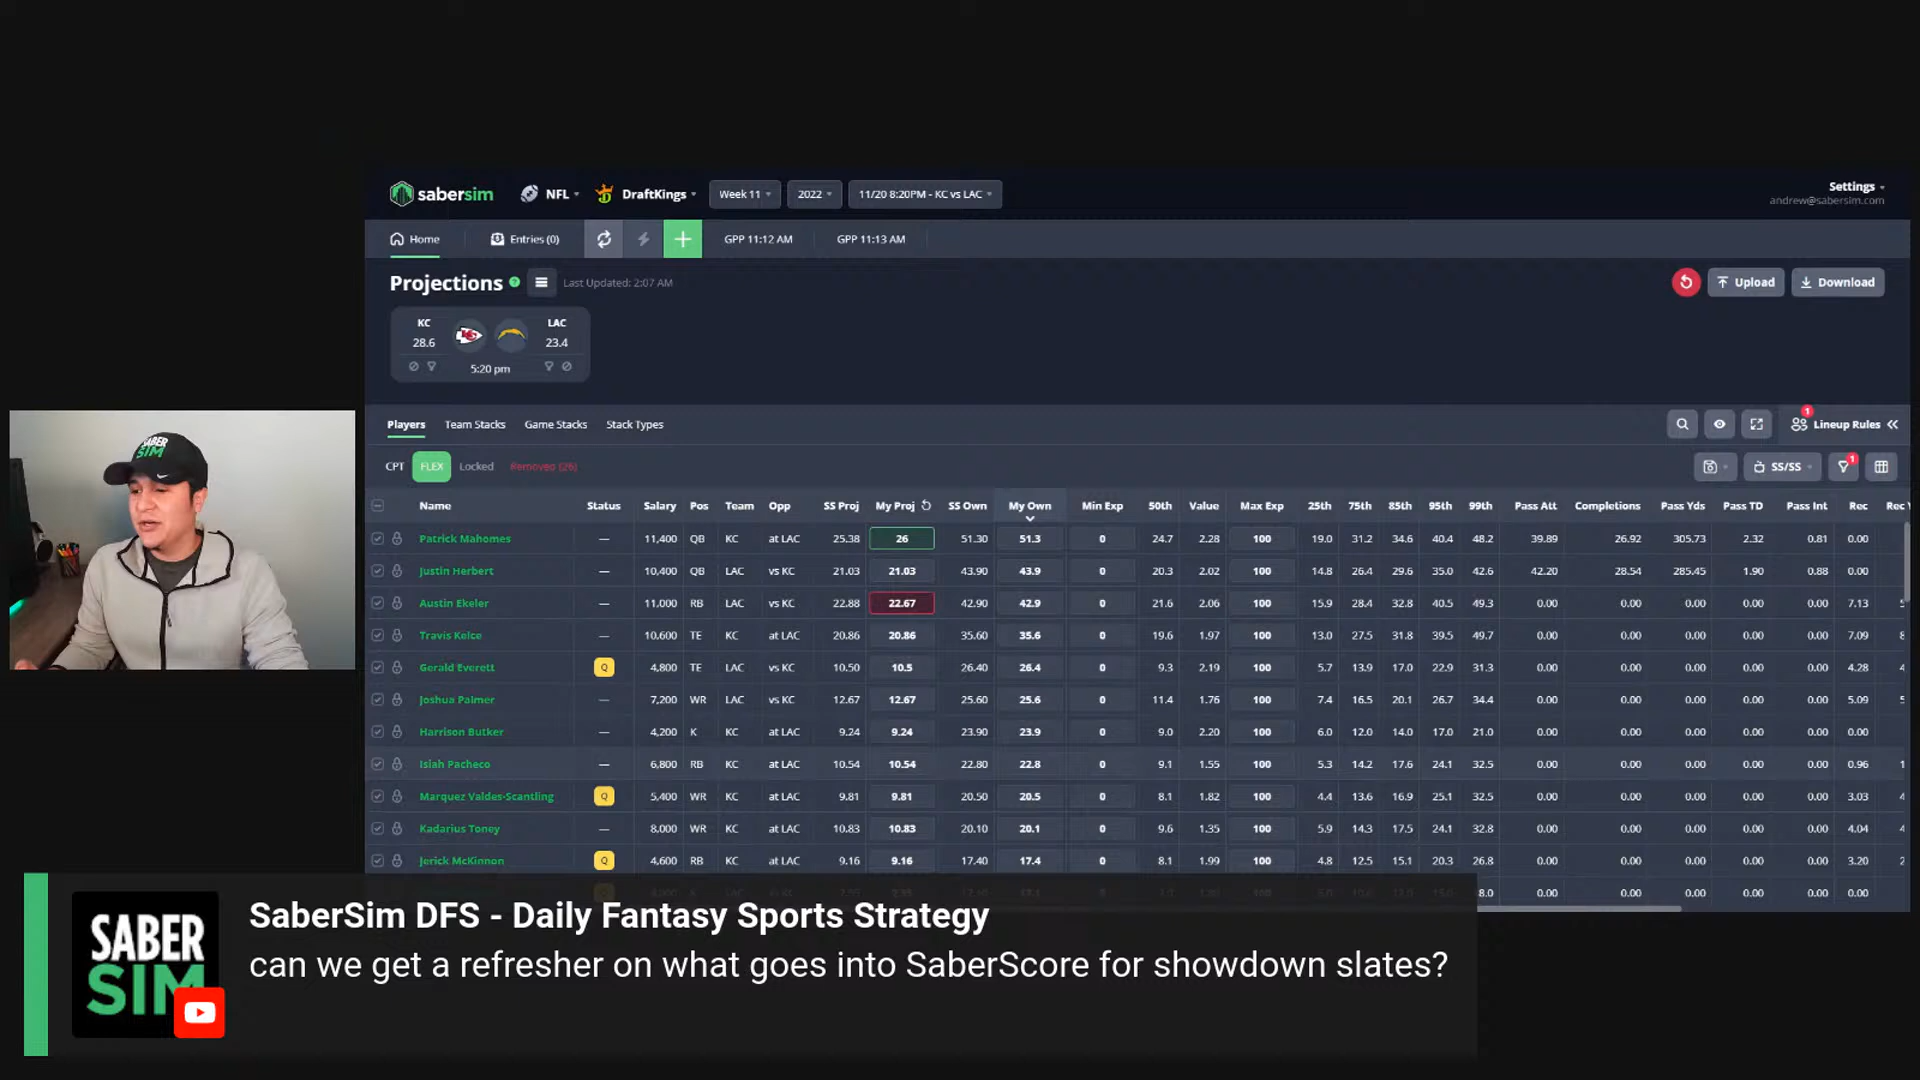 sabersim NFL DraftKings Week 11 2022 11/20 8:20PM - KC vs LAC Settings
andrew@sabersim.com
Home Entries (0) GPP 11:12 AM GPP 11:13 AM
Projections Last Updated: 2:07 AM Upload Download
KC LAC
28.6 23.4
5:20 pm
Players Team Stacks Game Stacks Stack Types 1 Lineup Rules
CPT FLEX Locked Removed (26) SS/SS 1
Name Status Salary Pos Team Opp SS Proj My Proj SS Own My Own Min Exp 50th Value Max Exp 25th 75th 85th 95th 99th Pass Att Completions Pass Yds Pass TD Pass Int Rec Rec Y
Patrick Mahomes — 11,400 QB KC at LAC 25.38 26 51.30 51.3 0 24.7 2.28 100 19.0 31.2 34.6 40.4 48.2 39.89 26.92 305.73 2.32 0.81 0.00
Justin Herbert — 10,400 QB LAC vs KC 21.03 21.03 43.90 43.9 0 20.3 2.02 100 14.8 26.4 29.6 35.0 42.6 42.20 28.54 285.45 1.90 0.88 0.00
Austin Ekeler — 11,000 RB LAC vs KC 22.88 22.67 42.90 42.9 0 21.6 2.06 100 15.9 28.4 32.8 40.5 49.3 0.00 0.00 0.00 0.00 0.00 7.13 5
Travis Kelce — 10,600 TE KC at LAC 20.86 20.86 35.60 35.6 0 19.6 1.97 100 13.0 27.5 31.8 39.5 49.7 0.00 0.00 0.00 0.00 0.00 7.09 8
Gerald Everett Q 4,800 TE LAC vs KC 10.50 10.5 26.40 26.4 0 9.3 2.19 100 5.7 13.9 17.0 22.9 31.3 0.00 0.00 0.00 0.00 0.00 4.28 4
Joshua Palmer — 7,200 WR LAC vs KC 12.67 12.67 25.60 25.6 0 11.4 1.76 100 7.4 16.5 20.1 26.7 34.4 0.00 0.00 0.00 0.00 0.00 5.09 5
Harrison Butker — 4,200 K KC at LAC 9.24 9.24 23.90 23.9 0 9.0 2.20 100 6.0 12.0 14.0 17.0 21.0 0.00 0.00 0.00 0.00 0.00 0.00
Isiah Pacheco — 6,800 RB KC at LAC 10.54 10.54 22.80 22.8 0 9.1 1.55 100 5.3 14.2 17.6 24.1 32.5 0.00 0.00 0.00 0.00 0.00 0.96 1
Marquez Valdes-Scantling Q 5,400 WR KC at LAC 9.81 9.81 20.50 20.5 0 8.1 1.82 100 4.4 13.6 16.9 25.1 32.5 0.00 0.00 0.00 0.00 0.00 3.03 4
Kadarius Toney — 8,000 WR KC at LAC 10.83 10.83 20.10 20.1 0 9.6 1.35 100 5.9 14.3 17.5 24.1 32.8 0.00 0.00 0.00 0.00 0.00 4.04 4
Jerick McKinnon Q 4,600 RB KC at LAC 9.16 9.16 17.40 17.4 0 8.1 1.99 100 4.8 12.5 15.1 20.3 26.8 0.00 0.00 0.00 0.00 0.00 3.20 2
8.0 0.00 0.00 0.00 0.00 0.00 0.00
SABER
SIM
SABER
SIM
SaberSim DFS - Daily Fantasy Sports Strategy
can we get a refresher on what goes into SaberScore for showdown slates?